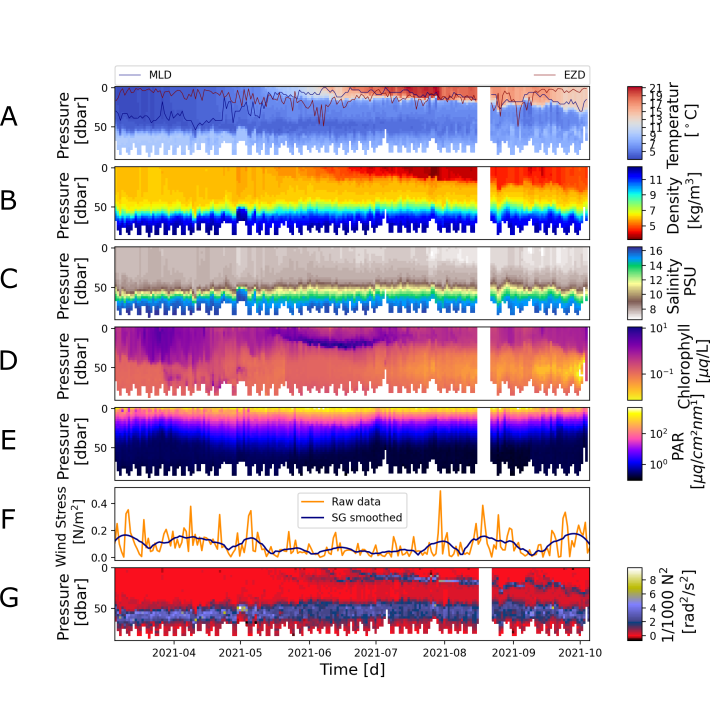 MLD EZD
A
Pressure
[dbar]
0
50
21
19
17
15
13
11
9
7
5
Temperatur
[°C]
B
Pressure
[dbar]
0
50
11
9
7
5
Density
[kg/m³]
C
Pressure
[dbar]
0
50
16
14
12
10
8
Salinity
PSU
D
Pressure
[dbar]
0
50
10¹
10⁻¹
Chlorophyll
[μg/L]
E
Pressure
[dbar]
0
50
10²
10⁰
PAR
[μq/cm²nm¹]
F
Wind Stress
[N/m²]
0.4
0.2
0.0
Raw data
SG smoothed
G
Pressure
[dbar]
0
50
8
6
4
2
0
1/1000 N²
[rad²/s²]
2021-04 2021-05 2021-06 2021-07 2021-08 2021-09 2021-10
Time [d]